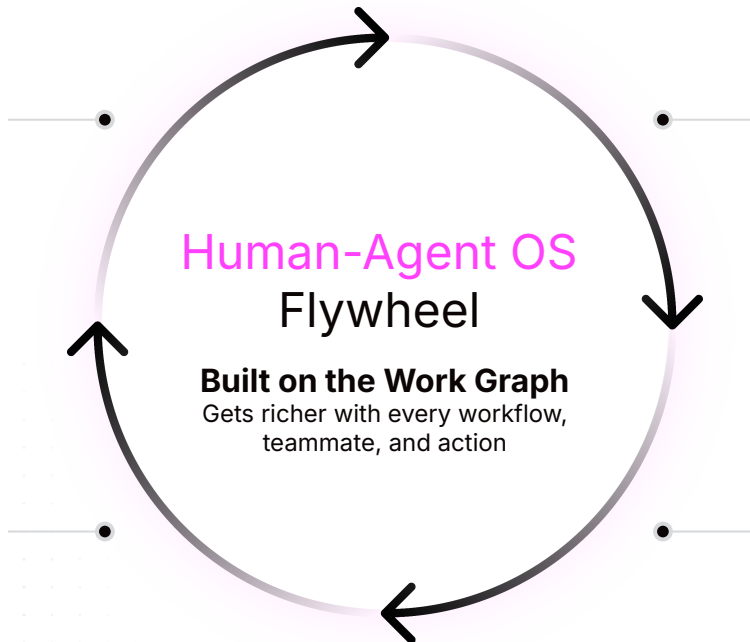 Human-Agent OS
Flywheel
Built on the Work Graph
Gets richer with every workflow,
teammate, and action